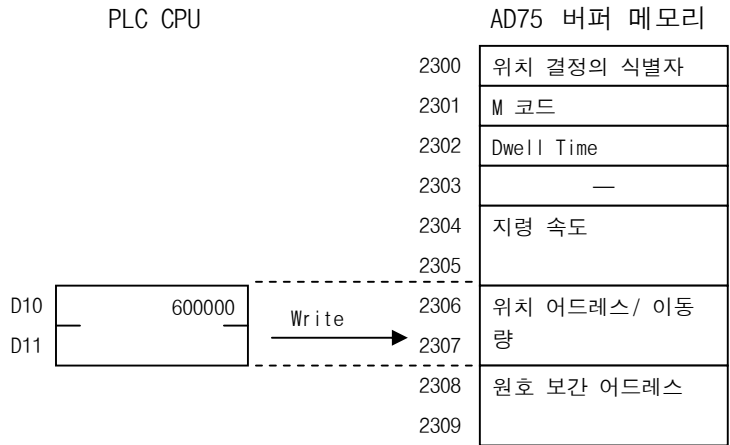 PLC CPU
AD75 버퍼 메모리
2300 위치 결정의 식별자
2301 M 코드
2302 Dwell Time
2303 —
2304 지령 속도
2305
D10 600000 Write 2306 위치 어드레스/ 이동
D11 2307 량
2308 원호 보간 어드레스
2309